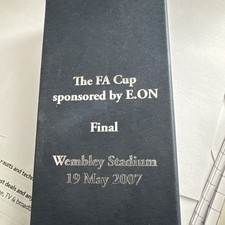 The FA Cup
sponsored by E.ON
Final
Wembley Stadium
19 May 2007